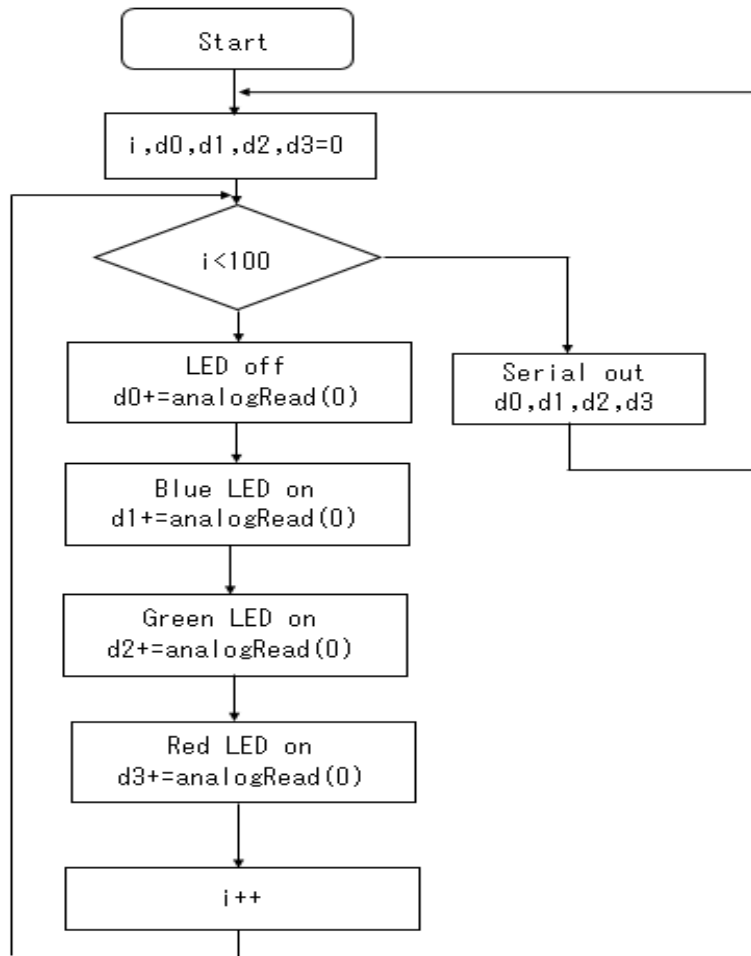 Start
i,d0,d1,d2,d3=0
i<100
LED off
d0+=analogRead(0)
Serial out
d0,d1,d2,d3
Blue LED on
d1+=analogRead(0)
Green LED on
d2+=analogRead(0)
Red LED on
d3+=analogRead(0)
i++